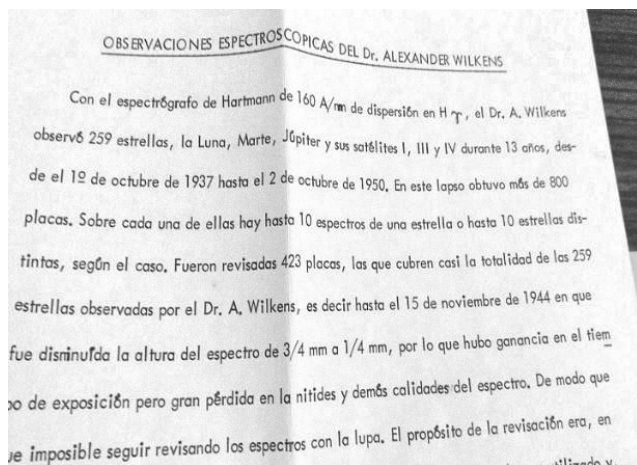 OBSERVACIONES ESPECTROSCOPICAS DEL Dr. ALEXANDER WILKENS
Con el espectrógrafo de Hartmann de 160 A/mm de dispersión en H γ, el Dr. A. Wilkens
observó 259 estrellas, la Luna, Marte, Júpiter y sus satélites I, III y IV durante 13 años, des-
de el 1º de octubre de 1937 hasta el 2 de octubre de 1950. En este lapso obtuvo más de 800
placas. Sobre cada una de ellas hay hasta 10 espectros de una estrella o hasta 10 estrellas dis-
tintas, según el caso. Fueron revisadas 423 placas, las que cubren casi la totalidad de las 259
estrellas observadas por el Dr. A. Wilkens, es decir hasta el 15 de noviembre de 1944 en que
fue disminuída la altura del espectro de 3/4 mm a 1/4 mm, por lo que hubo ganancia en el tiem
po de exposición pero gran pérdida en la nitides y demás calidades del espectro. De modo que
ue imposible seguir revisando los espectros con la lupa. El propósito de la revisación era, en